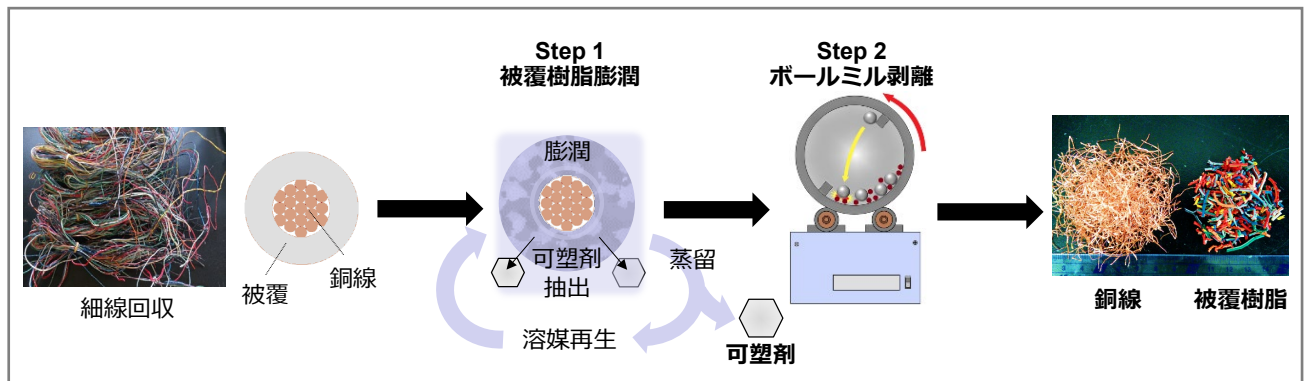 Step 1
被覆樹脂膨潤
Step 2
ボールミル剥離
膨潤
可塑剤
抽出
蒸留
溶媒再生
可塑剤
細線回収
被覆
銅線
銅線
被覆樹脂